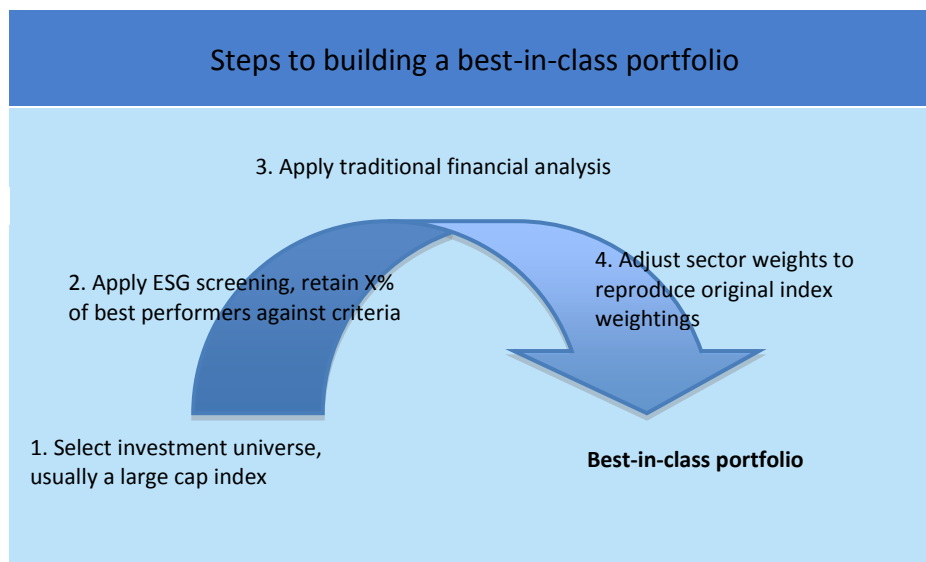 Steps to building a best-in-class portfolio
3. Apply traditional financial analysis
2. Apply ESG screening, retain X%
of best performers against criteria
4. Adjust sector weights to
reproduce original index
weightings
1. Select investment universe,
usually a large cap index
Best-in-class portfolio